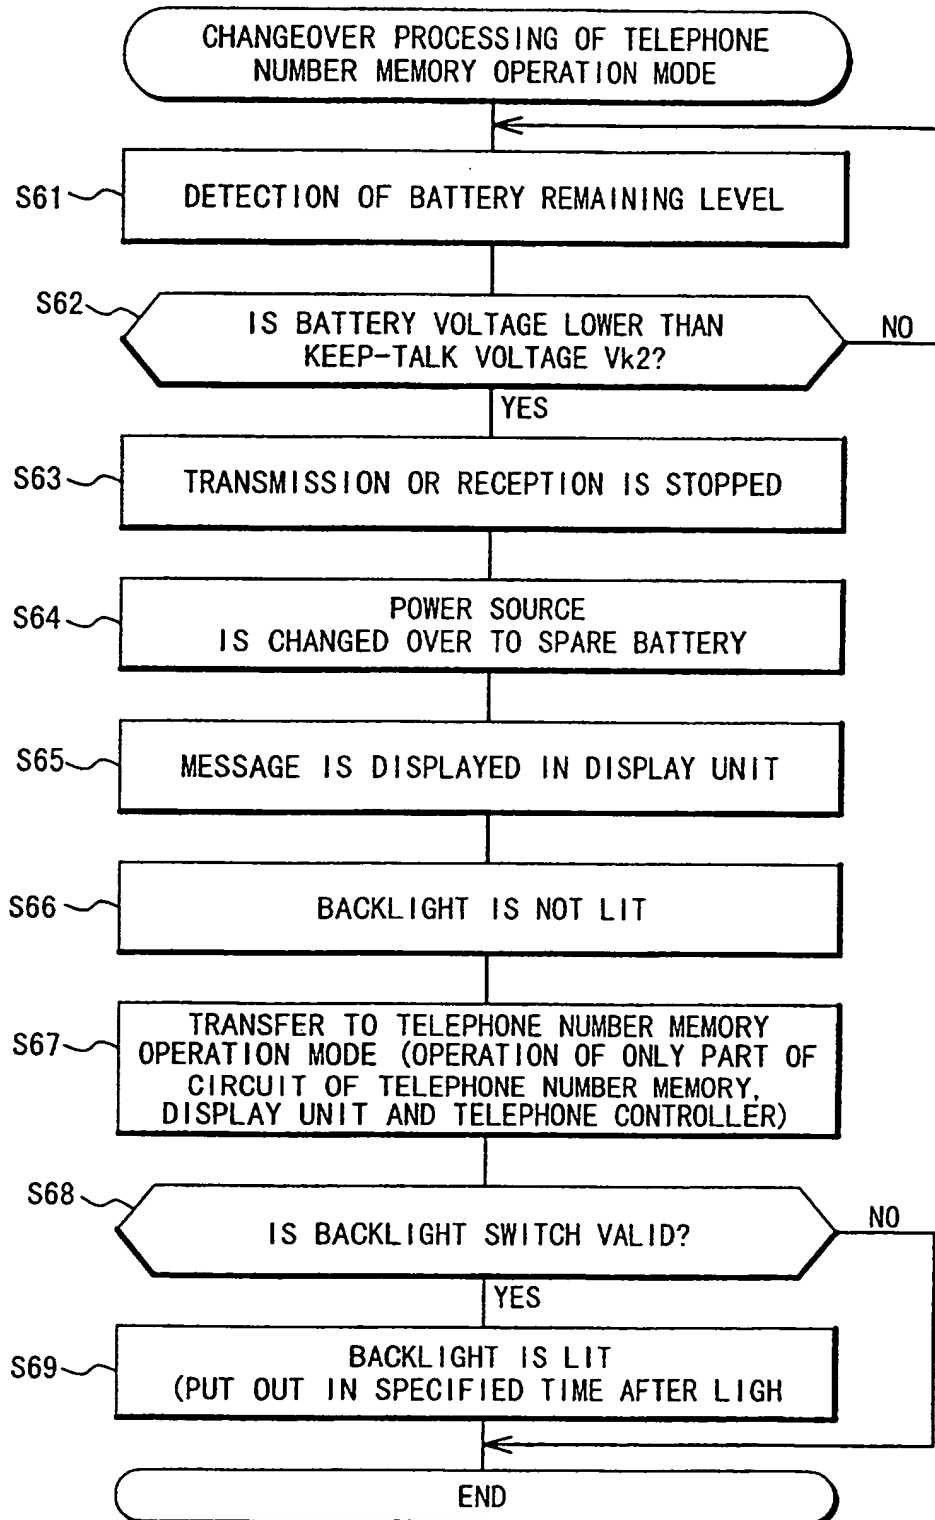 CHANGEOVER PROCESSING OF TELEPHONE
NUMBER MEMORY OPERATION MODE
S61
DETECTION OF BATTERY REMAINING LEVEL
S62
IS BATTERY VOLTAGE LOWER THAN
KEEP-TALK VOLTAGE Vk2?
NO
YES
S63
TRANSMISSION OR RECEPTION IS STOPPED
S64
POWER SOURCE
IS CHANGED OVER TO SPARE BATTERY
S65
MESSAGE IS DISPLAYED IN DISPLAY UNIT
S66
BACKLIGHT IS NOT LIT
S67
TRANSFER TO TELEPHONE NUMBER MEMORY
OPERATION MODE (OPERATION OF ONLY PART OF
CIRCUIT OF TELEPHONE NUMBER MEMORY,
DISPLAY UNIT AND TELEPHONE CONTROLLER)
S68
IS BACKLIGHT SWITCH VALID?
NO
YES
S69
BACKLIGHT IS LIT
(PUT OUT IN SPECIFIED TIME AFTER LIGH
END